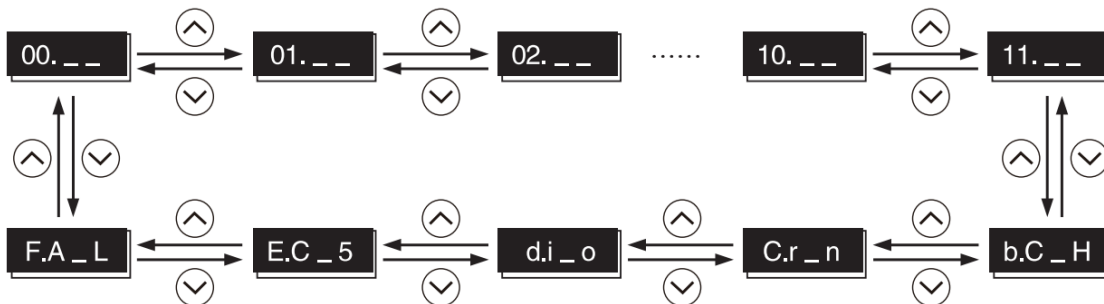 00. _ _ 01. _ _ 02. _ _ ...... 10. _ _ 11. _ _
F.A _ L E.C _ 5 d.i _ o C.r _ n b.C _ H